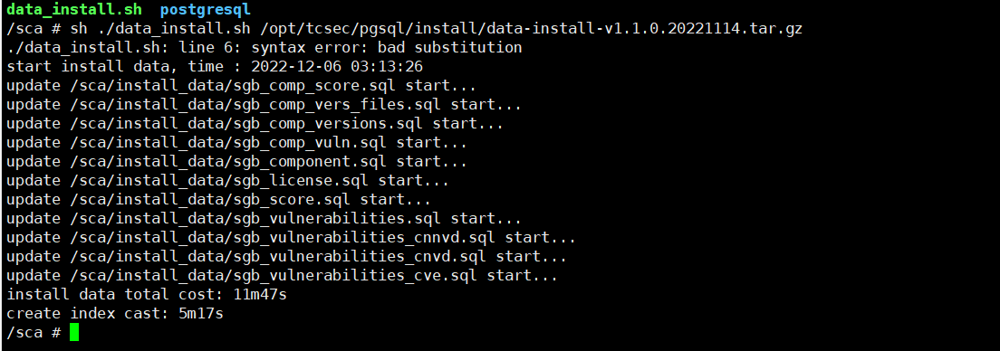 data_install.sh  postgresql
/sca # sh ./data_install.sh /opt/tcsec/pgsql/install/data-install-v1.1.0.20221114.tar.gz
./data_install.sh: line 6: syntax error: bad substitution
start install data, time : 2022-12-06 03:13:26
update /sca/install_data/sgb_comp_score.sql start...
update /sca/install_data/sgb_comp_vers_files.sql start...
update /sca/install_data/sgb_comp_versions.sql start...
update /sca/install_data/sgb_comp_vuln.sql start...
update /sca/install_data/sgb_component.sql start...
update /sca/install_data/sgb_license.sql start...
update /sca/install_data/sgb_score.sql start...
update /sca/install_data/sgb_vulnerabilities.sql start...
update /sca/install_data/sgb_vulnerabilities_cnnvd.sql start...
update /sca/install_data/sgb_vulnerabilities_cnvd.sql start...
update /sca/install_data/sgb_vulnerabilities_cve.sql start...
install data total cost: 11m47s
create index cast: 5m17s
/sca #